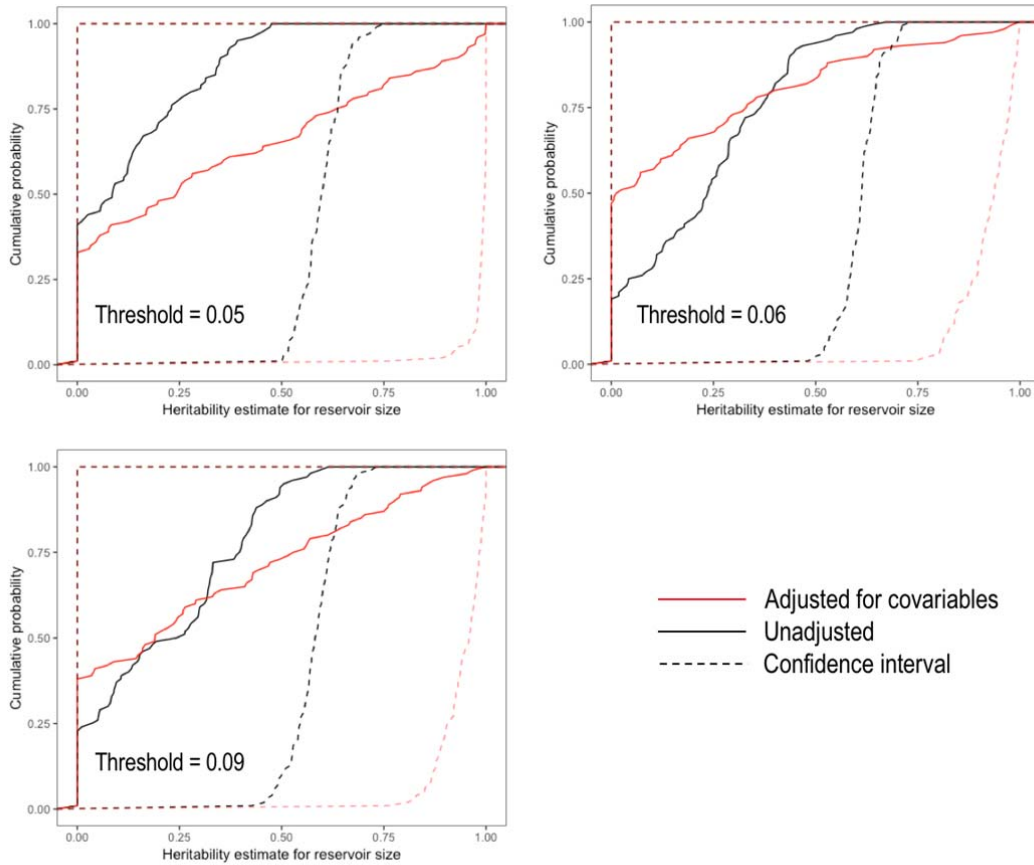 1.00
0.75
0.50
0.25
0.00
Cumulative probability
Threshold = 0.05
0.00 0.25 0.50 0.75 1.00
Heritability estimate for reservoir size
1.00
0.75
0.50
0.25
0.00
Cumulative probability
Threshold = 0.06
0.00 0.25 0.50 0.75 1.00
Heritability estimate for reservoir size
1.00
0.75
0.50
0.25
0.00
Cumulative probability
Threshold = 0.09
0.00 0.25 0.50 0.75 1.00
Heritability estimate for reservoir size
Adjusted for covariables
Unadjusted
Confidence interval